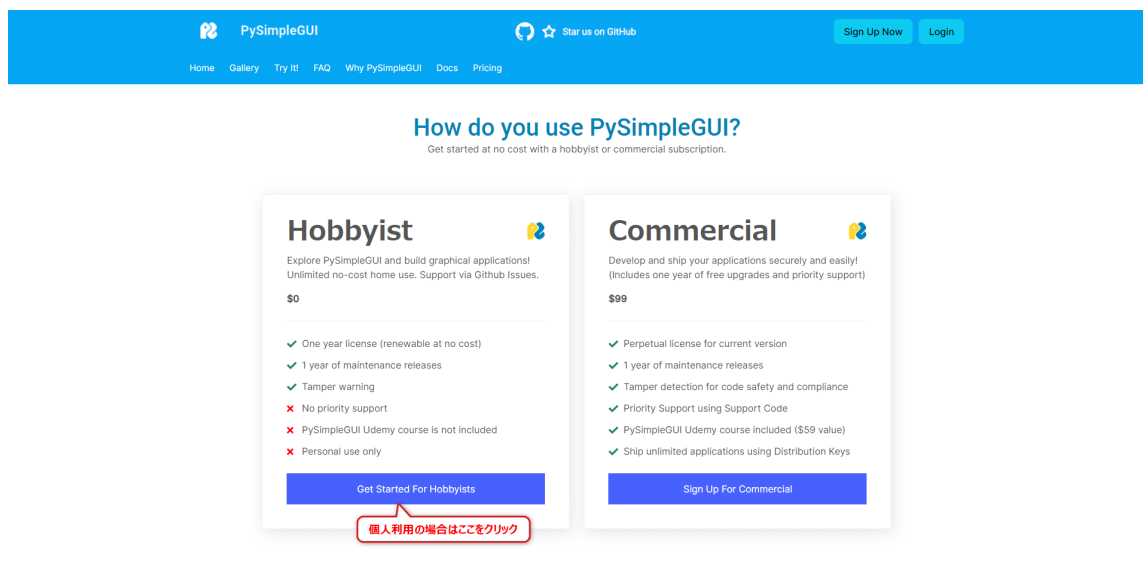 PySimpleGUI
Star us on GitHub
Sign Up Now
Login
Home Gallery Try It! FAQ Why PySimpleGUI Docs Pricing
How do you use PySimpleGUI?
Get started at no cost with a hobbyist or commercial subscription.
Hobbyist
Explore PySimpleGUI and build graphical applications!
Unlimited no-cost home use. Support via Github Issues.
$0
One year license (renewable at no cost)
1 year of maintenance releases
Tamper warning
No priority support
PySimpleGUI Udemy course is not included
Personal use only
Get Started For Hobbyists
個人利用の場合はここをクリック
Commercial
Develop and ship your applications securely and easily!
(Includes one year of free upgrades and priority support)
$99
Perpetual license for current version
1 year of maintenance releases
Tamper detection for code safety and compliance
Priority Support using Support Code
PySimpleGUI Udemy course included ($59 value)
Ship unlimited applications using Distribution Keys
Sign Up For Commercial